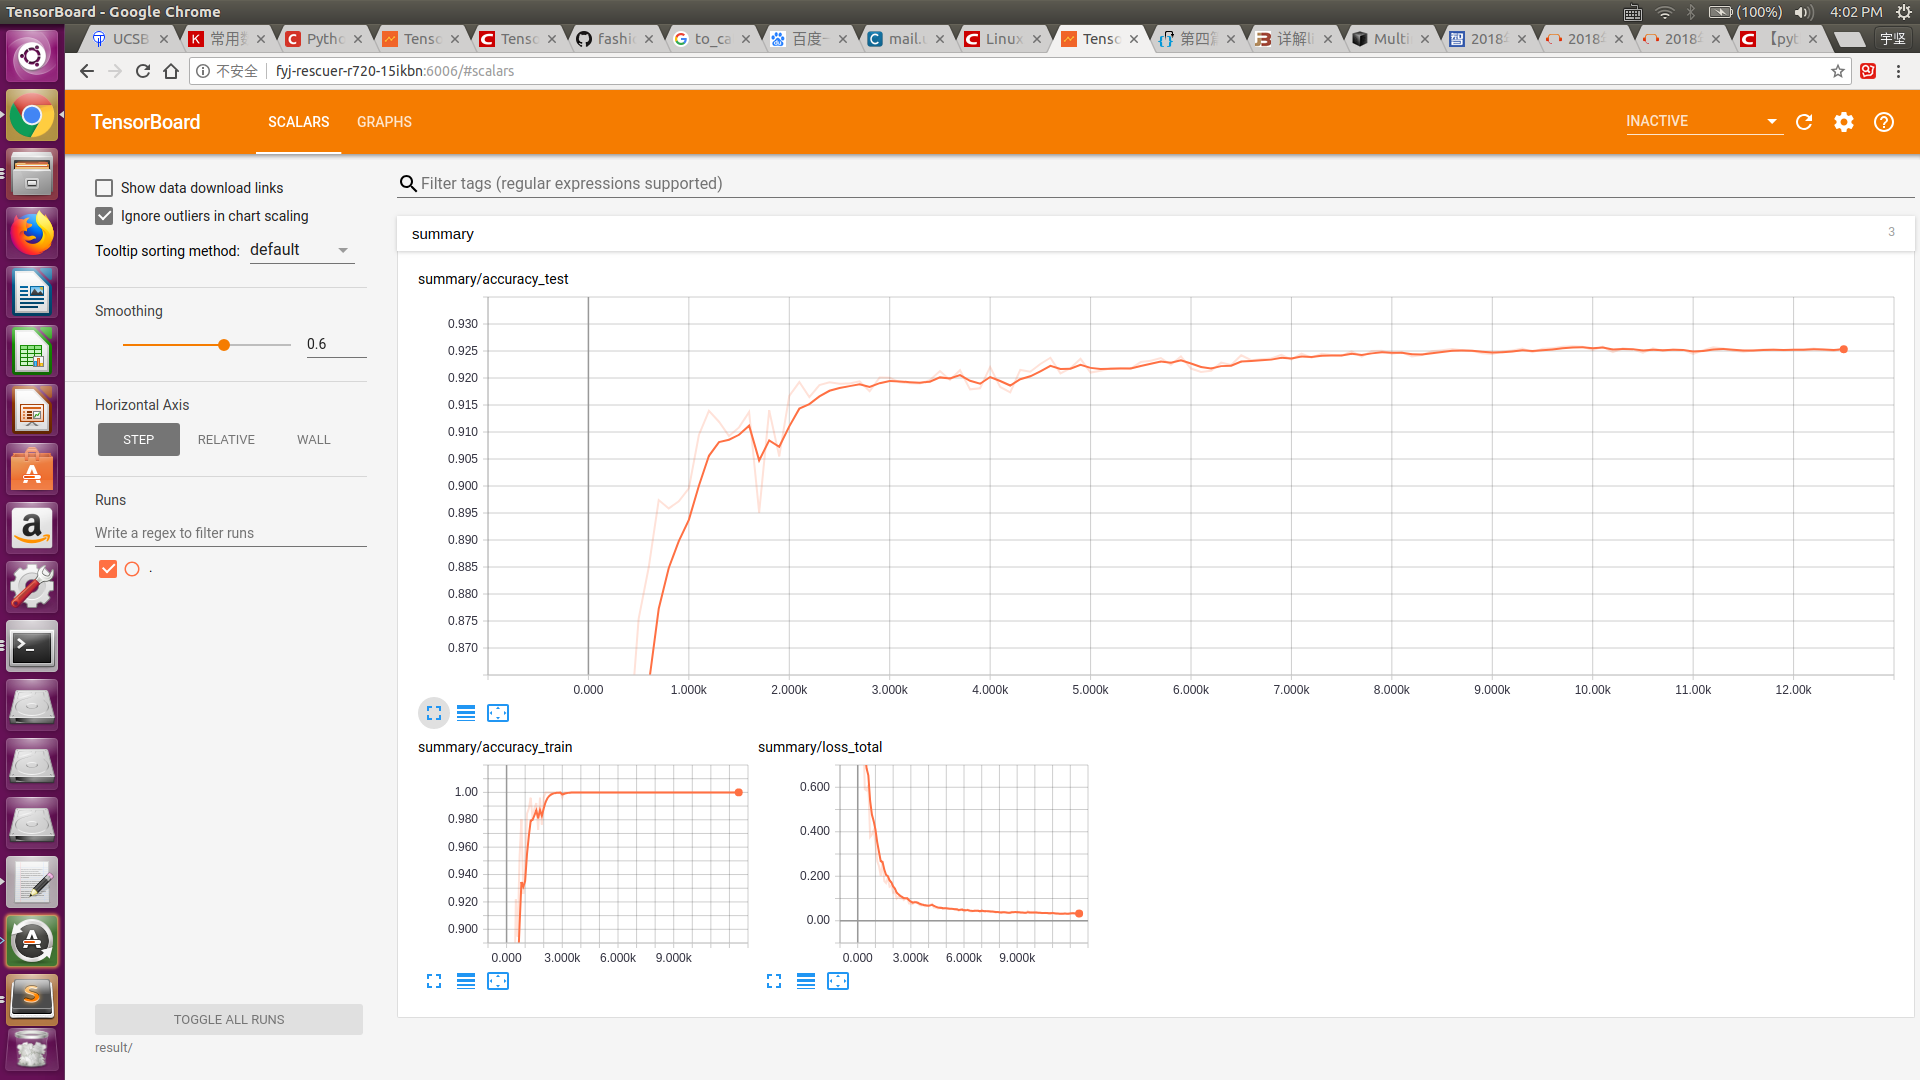 TensorBoard - Google Chrome
(100%)
4:02 PM
UCSB
Pytho
Tenso
Tenso
fashi
to_ca
百度一
mail.
Linux
Tenso
详解li
Multi
2018
2018
2018
【pyt
宇坚
不安全
fyj-rescuer-r720-15ikbn:6006/#scalars
TensorBoard
SCALARS
GRAPHS
INACTIVE
Show data download links
Ignore outliers in chart scaling
Tooltip sorting method: default
Smoothing
0.6
Horizontal Axis
STEP
RELATIVE
WALL
Runs
Write a regex to filter runs
.
TOGGLE ALL RUNS
result/
Filter tags (regular expressions supported)
summary
3
summary/accuracy_test
0.930
0.925
0.920
0.915
0.910
0.905
0.900
0.895
0.890
0.885
0.880
0.875
0.870
0.000 1.000k 2.000k 3.000k 4.000k 5.000k 6.000k 7.000k 8.000k 9.000k 10.00k 11.00k 12.00k
summary/accuracy_train
1.00
0.980
0.960
0.940
0.920
0.900
0.000 3.000k 6.000k 9.000k
summary/loss_total
0.600
0.400
0.200
0.00
0.000 3.000k 6.000k 9.000k